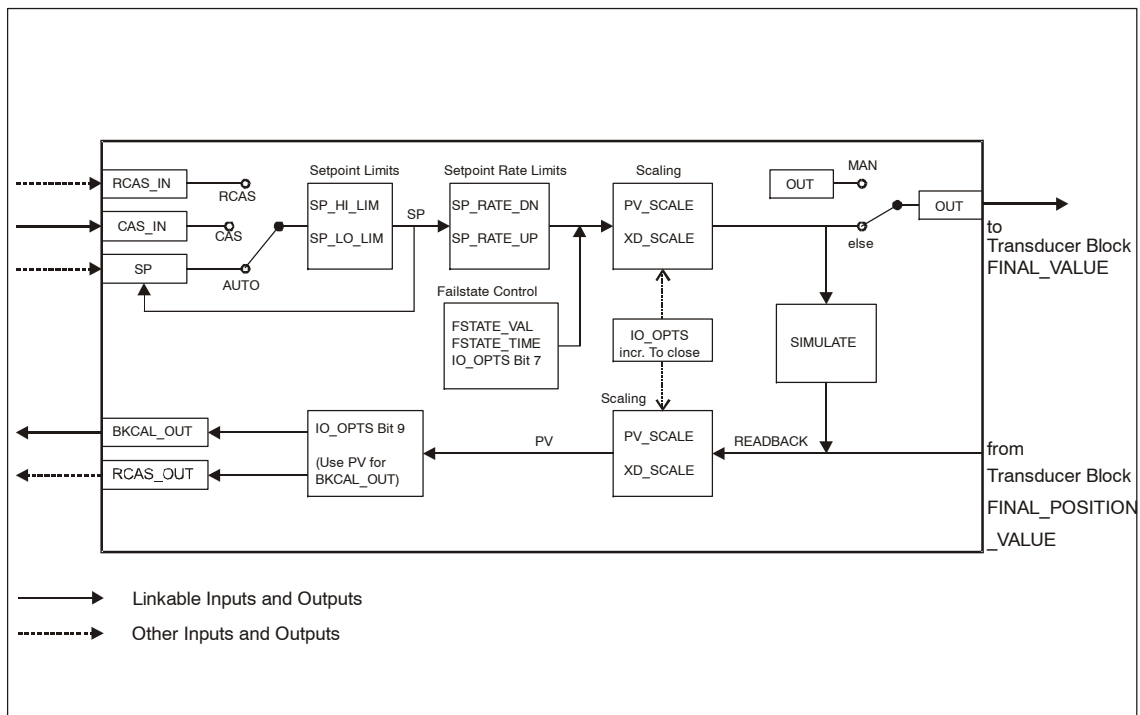 RCAS_IN
RCAS
CAS_IN
CAS
SP
AUTO
Setpoint Limits
SP_HI_LIM
SP_LO_LIM
SP
Setpoint Rate Limits
SP_RATE_DN
SP_RATE_UP
Scaling
PV_SCALE
XD_SCALE
MAN
OUT
else
OUT
to
Transducer Block
FINAL_VALUE
Failstate Control
FSTATE_VAL
FSTATE_TIME
IO_OPTS Bit 7
IO_OPTS
incr. To close
SIMULATE
Scaling
PV_SCALE
XD_SCALE
READBACK
PV
IO_OPTS Bit 9
(Use PV for
BKCAL_OUT)
BKCAL_OUT
RCAS_OUT
from
Transducer Block
FINAL_POSITION
_VALUE
Linkable Inputs and Outputs
Other Inputs and Outputs